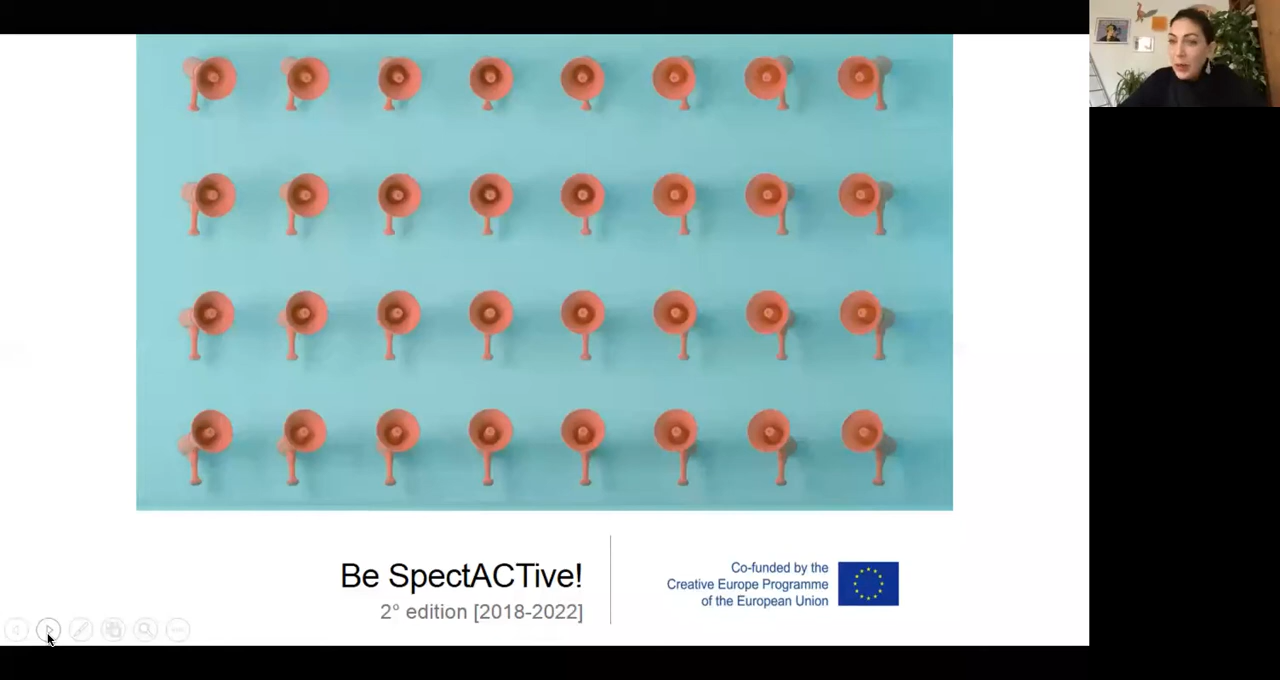 Be SpectACTive!
2° edition [2018-2022]
Co-funded by the
Creative Europe Programme
of the European Union